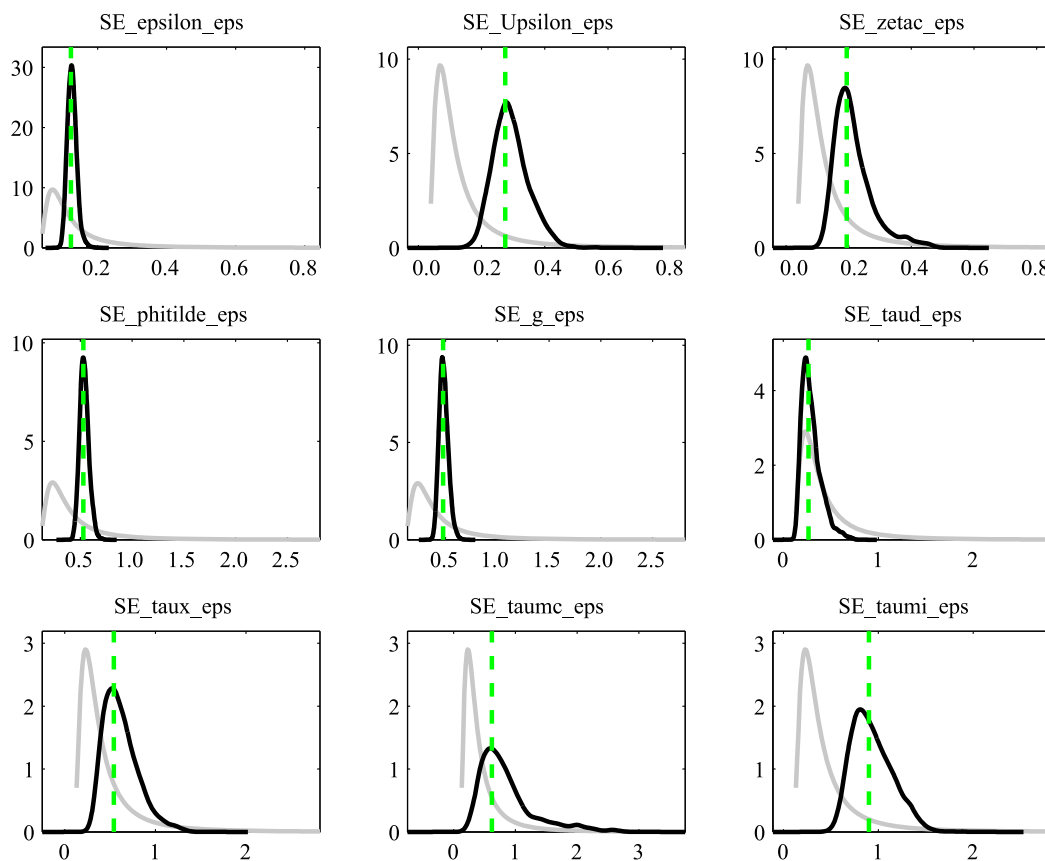 SE_epsilon_eps SE_Upsilon_eps SE_zetac_eps
30 10 10
20
5 5
10
0 0 0
0.2 0.4 0.6 0.8 0.0 0.2 0.4 0.6 0.8 0.0 0.2 0.4 0.6 0.8
SE_phitilde_eps SE_g_eps SE_taud_eps
10 10
4
5 5
2
0 0 0
0.5 1.0 1.5 2.0 2.5 0.5 1.0 1.5 2.0 2.5 1 2
SE_taux_eps SE_taumc_eps SE_taumi_eps
3 3 3
2 2 2
1 1 1
0 0 0
0 1 2 0 1 2 3 0 1 2